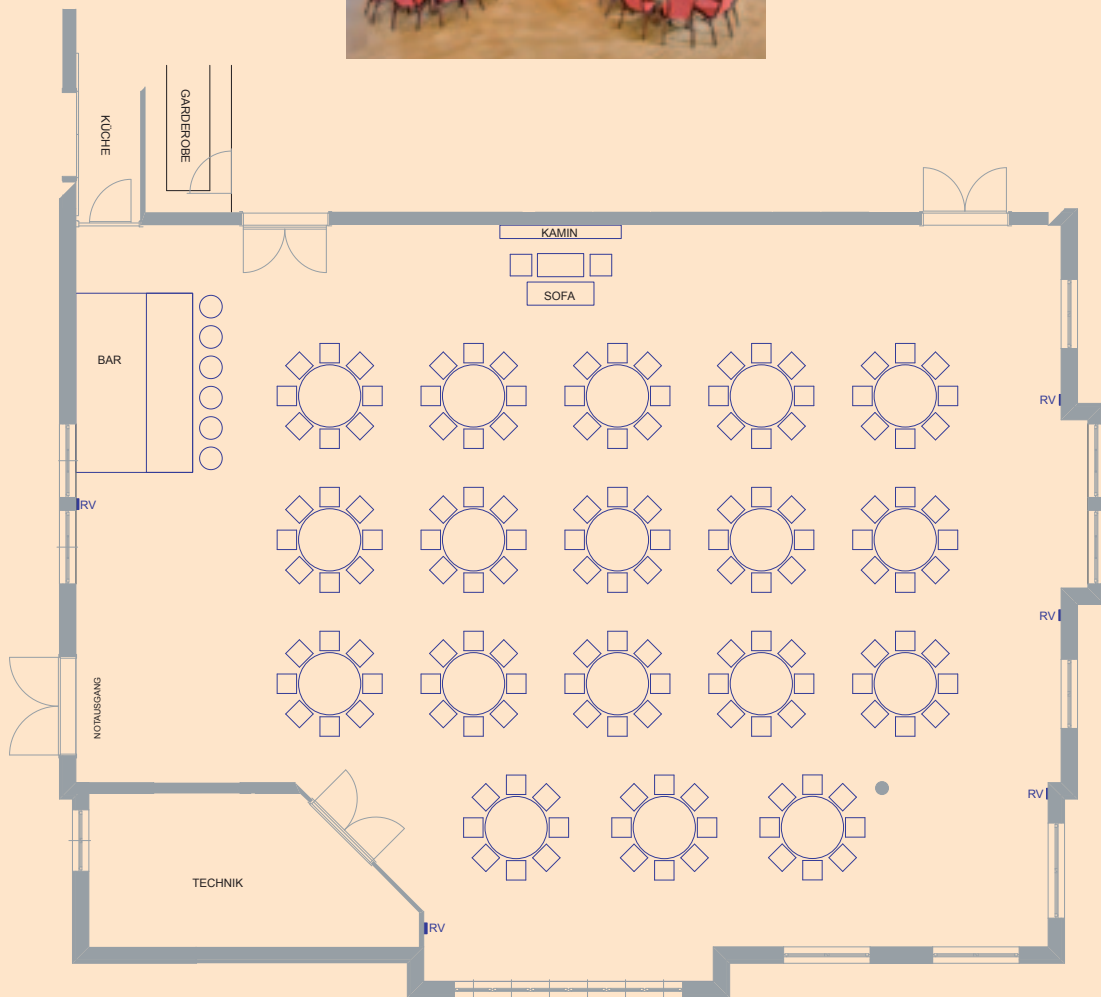 KÜCHE
GARDEROBE
KAMIN
SOFA
BAR
RV
RV
RV
NOTAUSGANG
RV
TECHNIK
RV